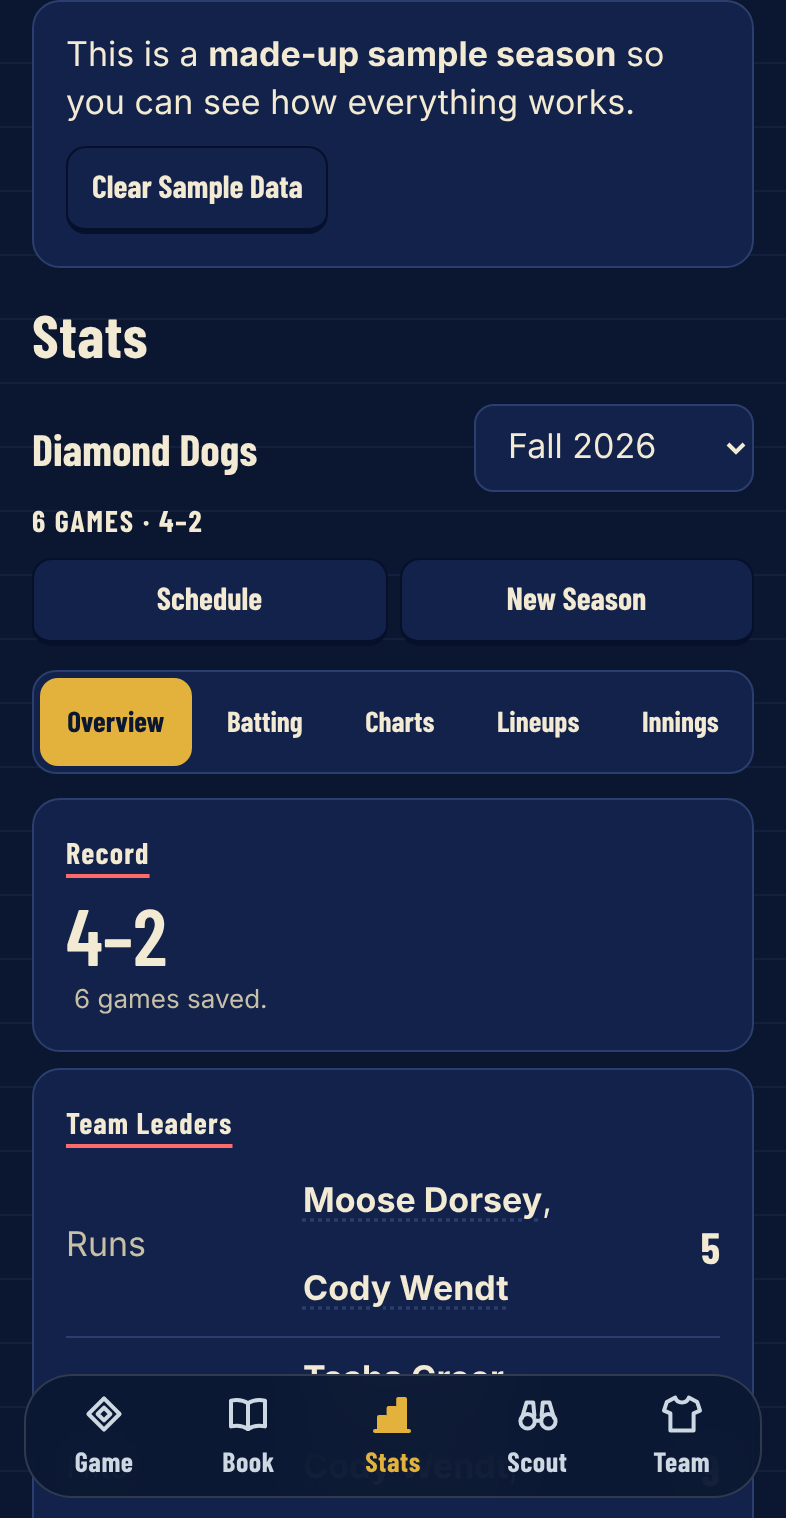 This is a made-up sample season so
you can see how everything works.
Clear Sample Data
Stats
Diamond Dogs
Fall 2026
6 GAMES · 4–2
Schedule
New Season
Overview
Batting
Charts
Lineups
Innings
Record
4–2
6 games saved.
Team Leaders
Moose Dorsey,
Runs
5
Cody Wendt
Cody Wendt
Game
Book
Stats
Scout
Team